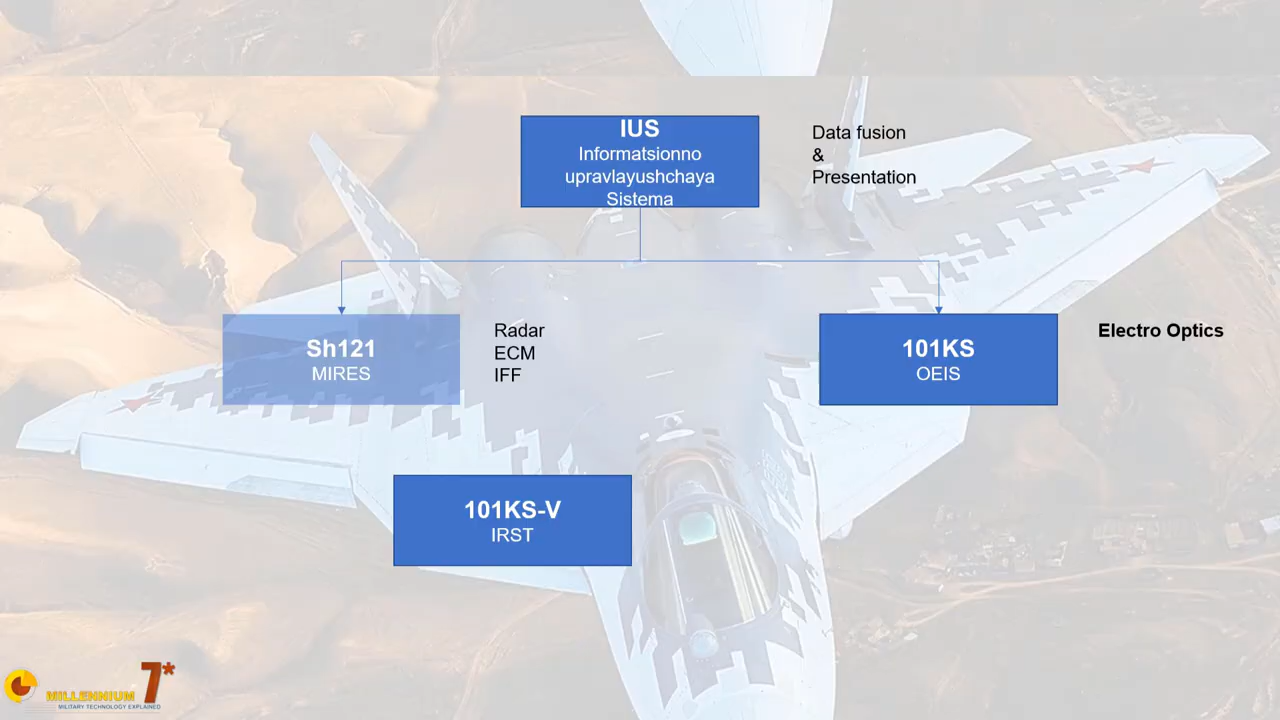 IUS
Informatsionno
upravlayushchaya
Sistema
Data fusion
&
Presentation
Sh121
MIRES
Radar
ECM
IFF
101KS
OEIS
Electro Optics
101KS-V
IRST
MILLENNIUM 7*
MILITARY TECHNOLOGY EXPLAINED